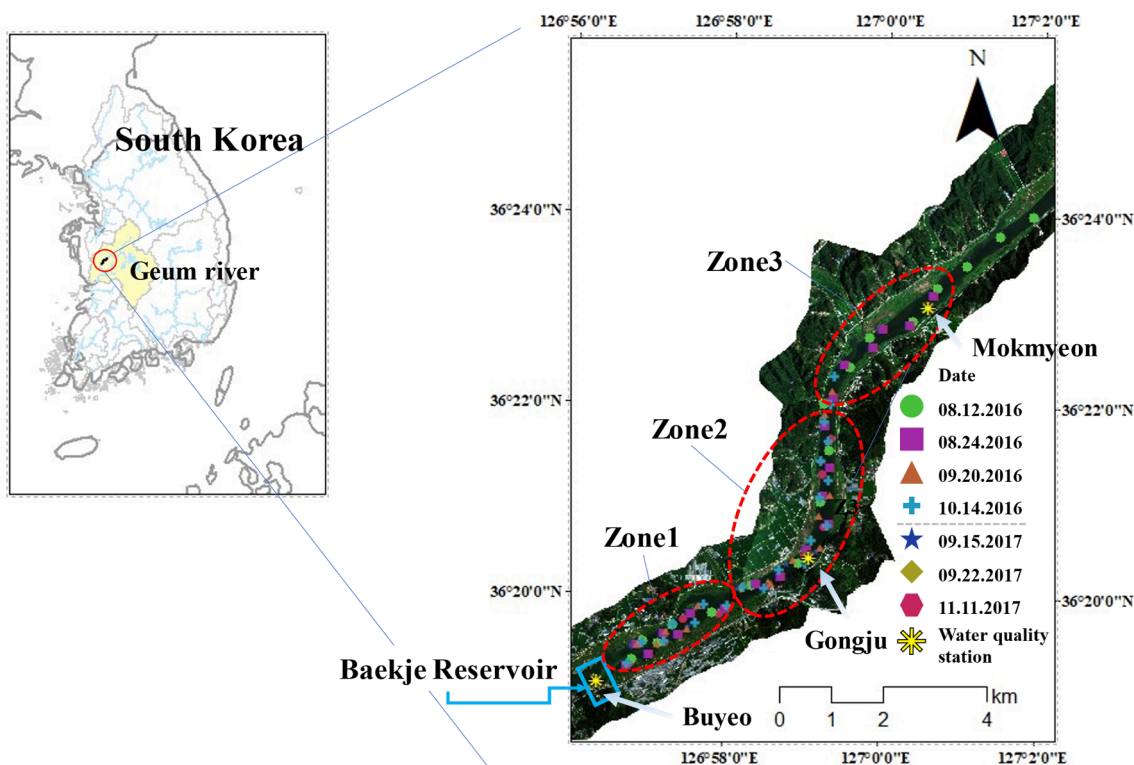 126°56'0"E
126°58'0"E
127°0'0"E
127°2'0"E
South Korea
Geum river
N
36°24'0"N
36°24'0"N
Zone3
Mokmyeon
Date
36°22'0"N
08.12.2016
36°22'0"N
Zone2
08.24.2016
09.20.2016
Z3
10.14.2016
Zone1
09.15.2017
09.22.2017
36°20'0"N
11.11.2017
36°20'0"N
Gongju
Water quality
station
Baekje Reservoir
Buyeo
km
0
1
2
4
126°58'0"E
127°0'0"E
127°2'0"E